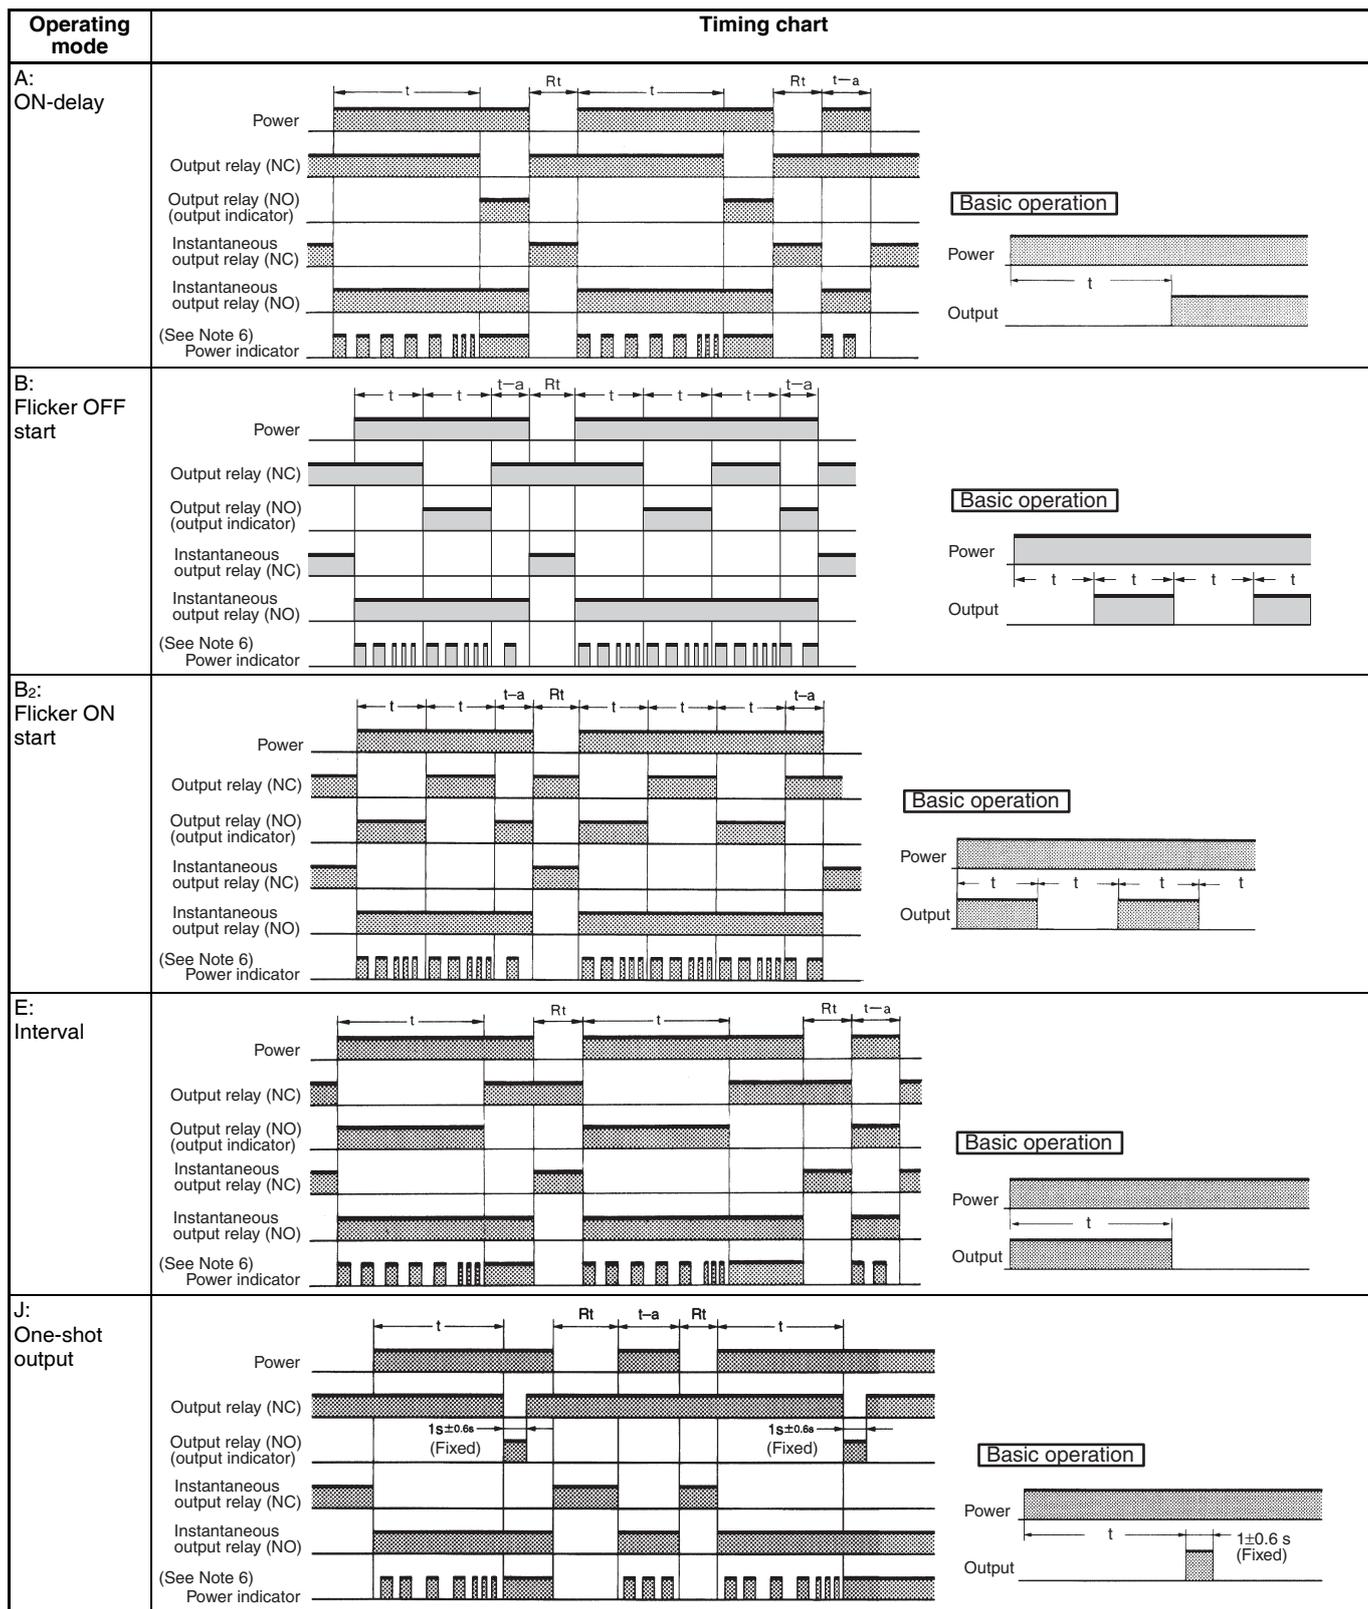 Operating mode
Timing chart
A:
ON-delay
t
Rt
t
Rt
t—a
Power
Output relay (NC)
Output relay (NO)
(output indicator)
Instantaneous
output relay (NC)
Instantaneous
output relay (NO)
(See Note 6)
Power indicator
Basic operation
Power
t
Output
B:
Flicker OFF
start
t
t
t—a
Rt
t
t
t
t—a
Power
Output relay (NC)
Output relay (NO)
(output indicator)
Instantaneous
output relay (NC)
Instantaneous
output relay (NO)
(See Note 6)
Power indicator
Basic operation
Power
t
t
t
t
Output
B2:
Flicker ON
start
t
t
t–a
Rt
t
t
t
t–a
Power
Output relay (NC)
Output relay (NO)
(output indicator)
Instantaneous
output relay (NC)
Instantaneous
output relay (NO)
(See Note 6)
Power indicator
Basic operation
Power
t
t
t
t
Output
E:
Interval
t
Rt
t
Rt
t—a
Power
Output relay (NC)
Output relay (NO)
(output indicator)
Instantaneous
output relay (NC)
Instantaneous
output relay (NO)
(See Note 6)
Power indicator
Basic operation
Power
t
Output
J:
One-shot
output
t
Rt
t–a
Rt
t
Power
Output relay (NC)
1s±0.6s
(Fixed)
1s±0.6s
(Fixed)
Output relay (NO)
(output indicator)
Instantaneous
output relay (NC)
Instantaneous
output relay (NO)
(See Note 6)
Power indicator
Basic operation
Power
t
1±0.6 s
(Fixed)
Output